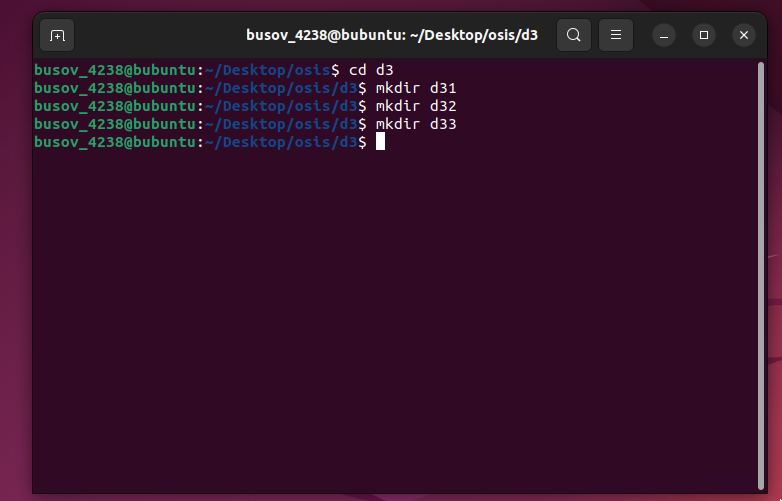 busov_4238@bubuntu: ~/Desktop/osis/d3
busov_4238@bubuntu:~/Desktop/osis$ cd d3
busov_4238@bubuntu:~/Desktop/osis/d3$ mkdir d31
busov_4238@bubuntu:~/Desktop/osis/d3$ mkdir d32
busov_4238@bubuntu:~/Desktop/osis/d3$ mkdir d33
busov_4238@bubuntu:~/Desktop/osis/d3$